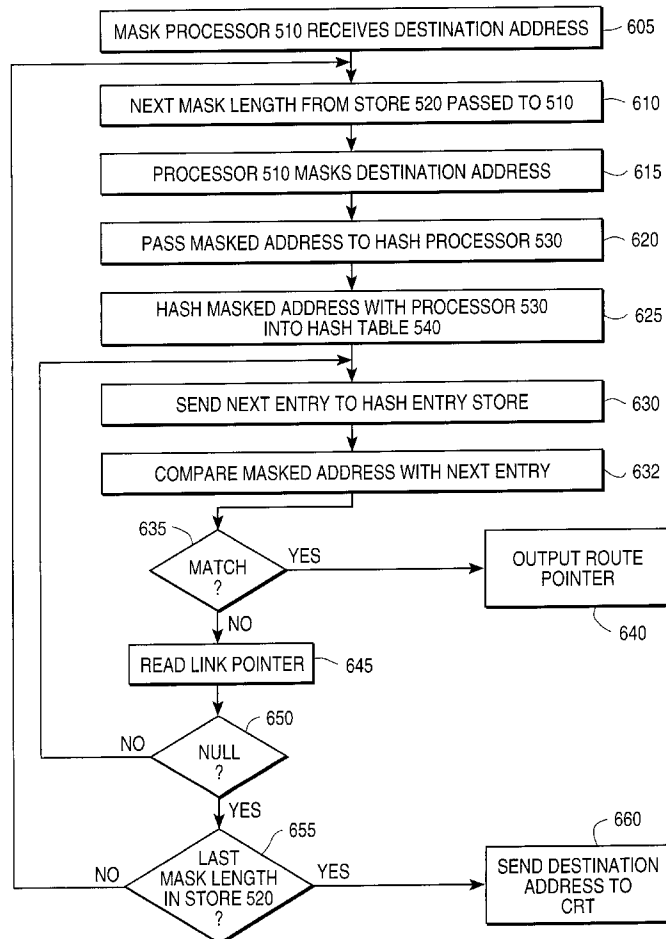 MASK PROCESSOR 510 RECEIVES DESTINATION ADDRESS
605
NEXT MASK LENGTH FROM STORE 520 PASSED TO 510
610
PROCESSOR 510 MASKS DESTINATION ADDRESS
615
PASS MASKED ADDRESS TO HASH PROCESSOR 530
620
HASH MASKED ADDRESS WITH PROCESSOR 530
INTO HASH TABLE 540
625
SEND NEXT ENTRY TO HASH ENTRY STORE
630
COMPARE MASKED ADDRESS WITH NEXT ENTRY
632
635
MATCH
?
YES
OUTPUT ROUTE
POINTER
640
NO
READ LINK POINTER
645
650
NULL
?
NO
YES
655
LAST
MASK LENGTH
IN STORE 520
?
NO
YES
660
SEND DESTINATION
ADDRESS TO
CRT